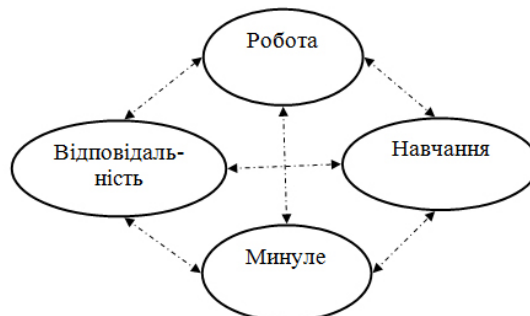 Робота
Відповідаль-
ність
Навчання
Минуле